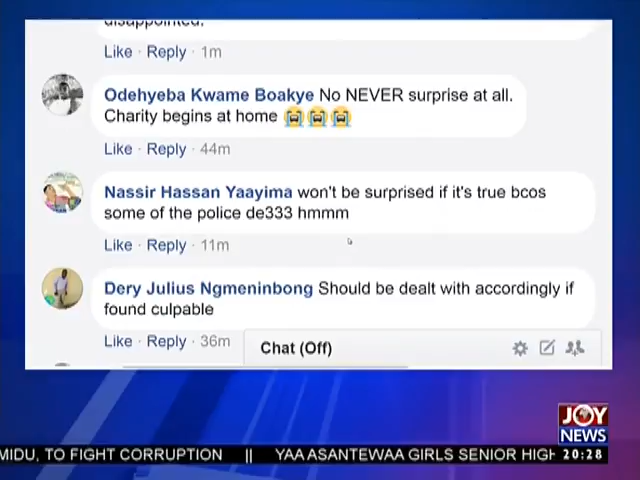 disappointed.
Like · Reply · 1m
Odehyeba Kwame Boakye No NEVER surprise at all.
Charity begins at home 😭😭😭
Like · Reply · 44m
Nassir Hassan Yaayima won't be surprised if it's true bcos
some of the police de333 hmmm
Like · Reply · 11m
Dery Julius Ngmeninbong Should be dealt with accordingly if
found culpable
Like · Reply · 36m
Chat (Off)
JOY
NEWS
MIDU, TO FIGHT CORRUPTION || YAA ASANTEWAA GIRLS SENIOR HIGH
20:28